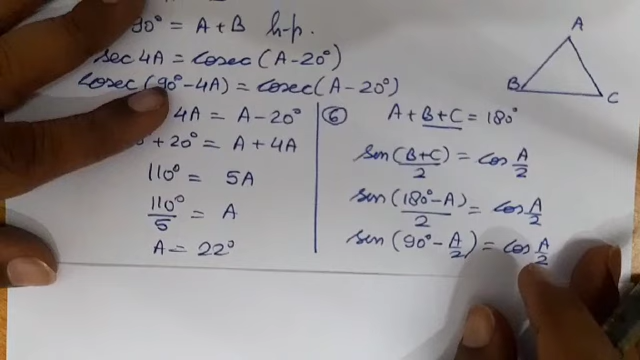 90° = A + B h.p.
sec 4A = cosec (A - 20°)
cosec (90° - 4A) = cosec (A - 20°)
4A = A - 20°
+ 20° = A + 4A
110° = 5A
110°/5 = A
A = 22°
⑥ A + B + C = 180°
sin (B+C)/2 = cos A/2
sin (180° - A)/2 = cos A/2
sin (90° - A/2) = cos A/2
A
B
C